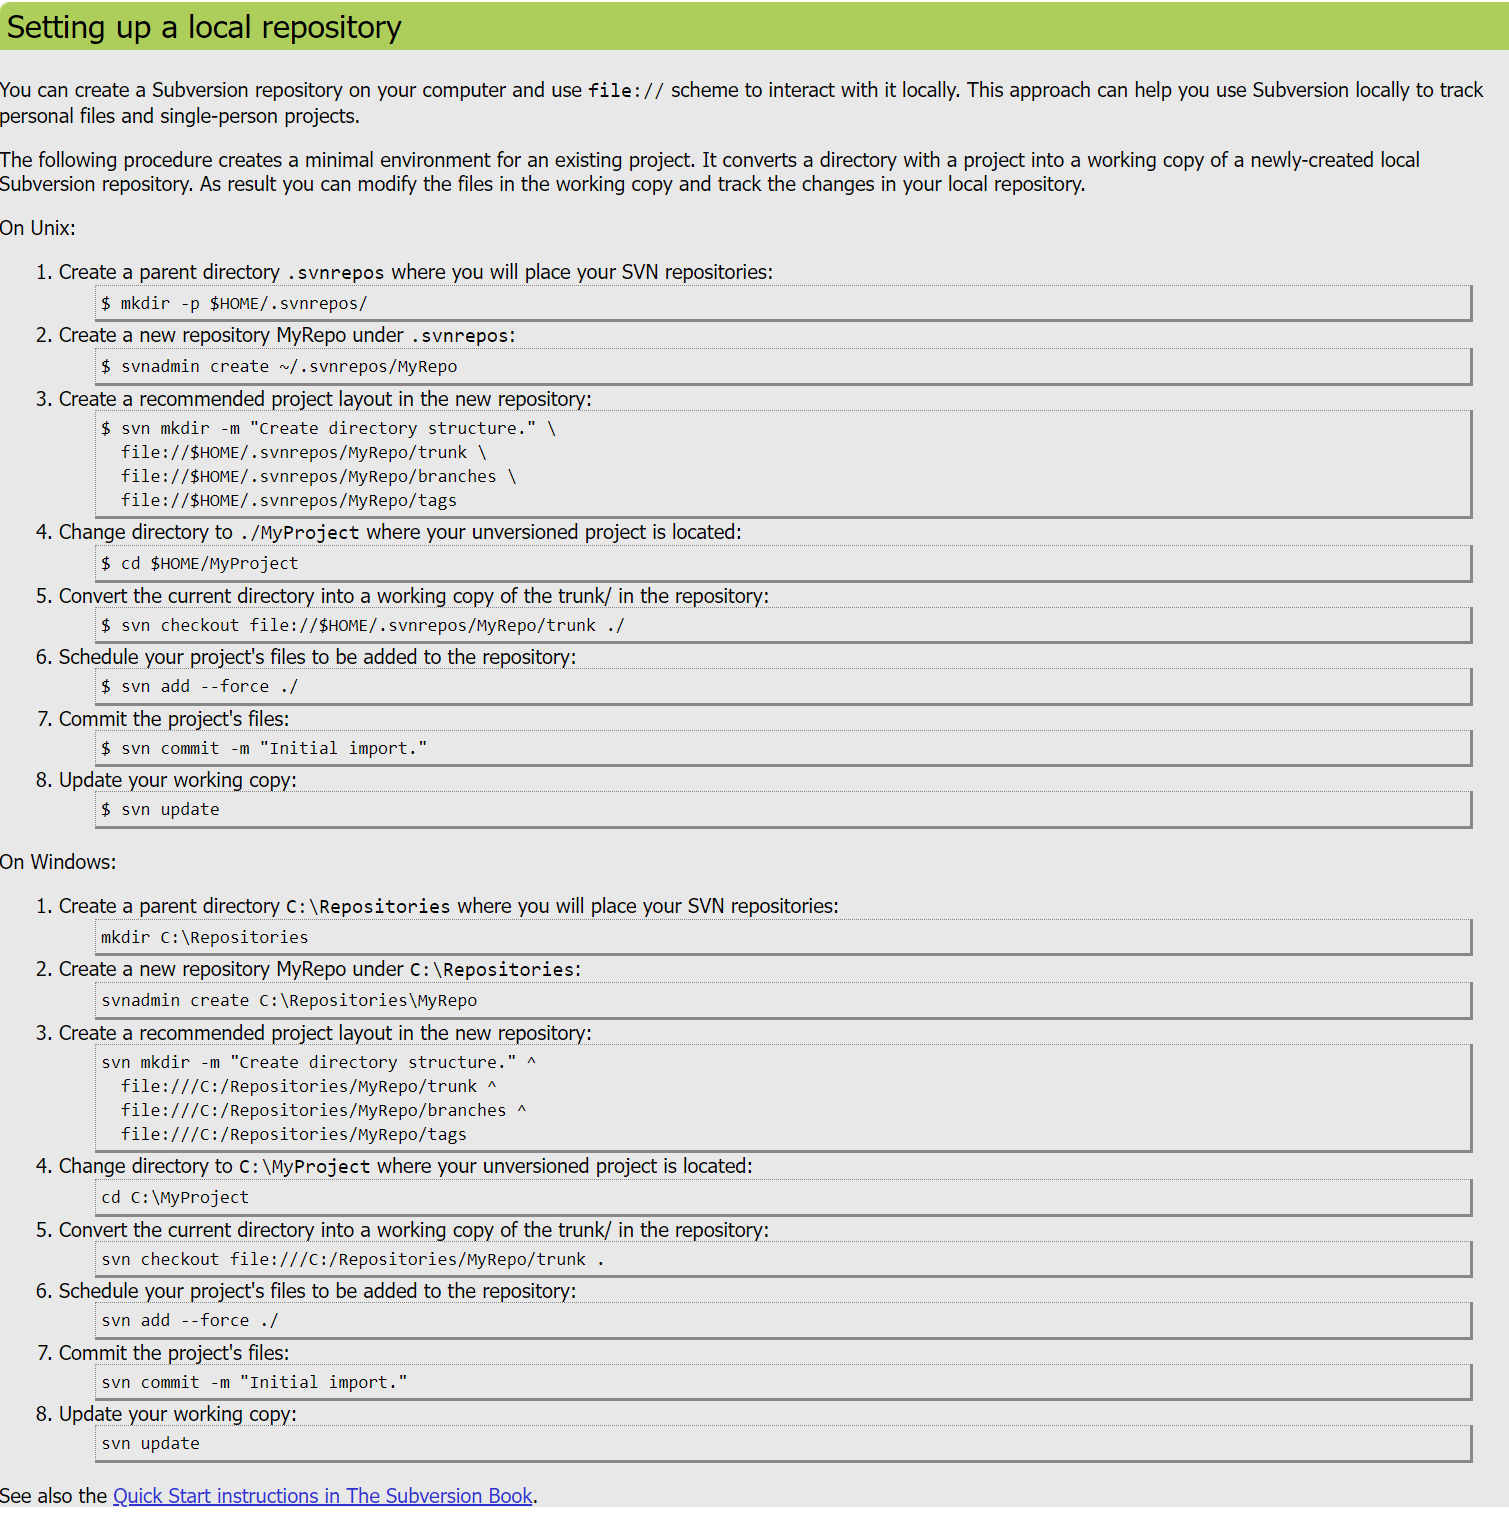 Setting up a local repository
You can create a Subversion repository on your computer and use file:// scheme to interact with it locally. This approach can help you use Subversion locally to track
personal files and single-person projects.
The following procedure creates a minimal environment for an existing project. It converts a directory with a project into a working copy of a newly-created local
Subversion repository. As result you can modify the files in the working copy and track the changes in your local repository.
On Unix:
1. Create a parent directory .svnrepos where you will place your SVN repositories:
$ mkdir -p $HOME/.svnrepos/
2. Create a new repository MyRepo under .svnrepos:
$ svnadmin create ~/.svnrepos/MyRepo
3. Create a recommended project layout in the new repository:
$ svn mkdir -m "Create directory structure." \
file://$HOME/.svnrepos/MyRepo/trunk \
file://$HOME/.svnrepos/MyRepo/branches \
file://$HOME/.svnrepos/MyRepo/tags
4. Change directory to ./MyProject where your unversioned project is located:
$ cd $HOME/MyProject
5. Convert the current directory into a working copy of the trunk/ in the repository:
$ svn checkout file://$HOME/.svnrepos/MyRepo/trunk ./
6. Schedule your project's files to be added to the repository:
$ svn add --force ./
7. Commit the project's files:
$ svn commit -m "Initial import."
8. Update your working copy:
$ svn update
On Windows:
1. Create a parent directory C:\Repositories where you will place your SVN repositories:
mkdir C:\Repositories
2. Create a new repository MyRepo under C:\Repositories:
svnadmin create C:\Repositories\MyRepo
3. Create a recommended project layout in the new repository:
svn mkdir -m "Create directory structure." ^
file:///C:/Repositories/MyRepo/trunk ^
file:///C:/Repositories/MyRepo/branches ^
file:///C:/Repositories/MyRepo/tags
4. Change directory to C:\MyProject where your unversioned project is located:
cd C:\MyProject
5. Convert the current directory into a working copy of the trunk/ in the repository:
svn checkout file:///C:/Repositories/MyRepo/trunk .
6. Schedule your project's files to be added to the repository:
svn add --force ./
7. Commit the project's files:
svn commit -m "Initial import."
8. Update your working copy:
svn update
See also the Quick Start instructions in The Subversion Book.